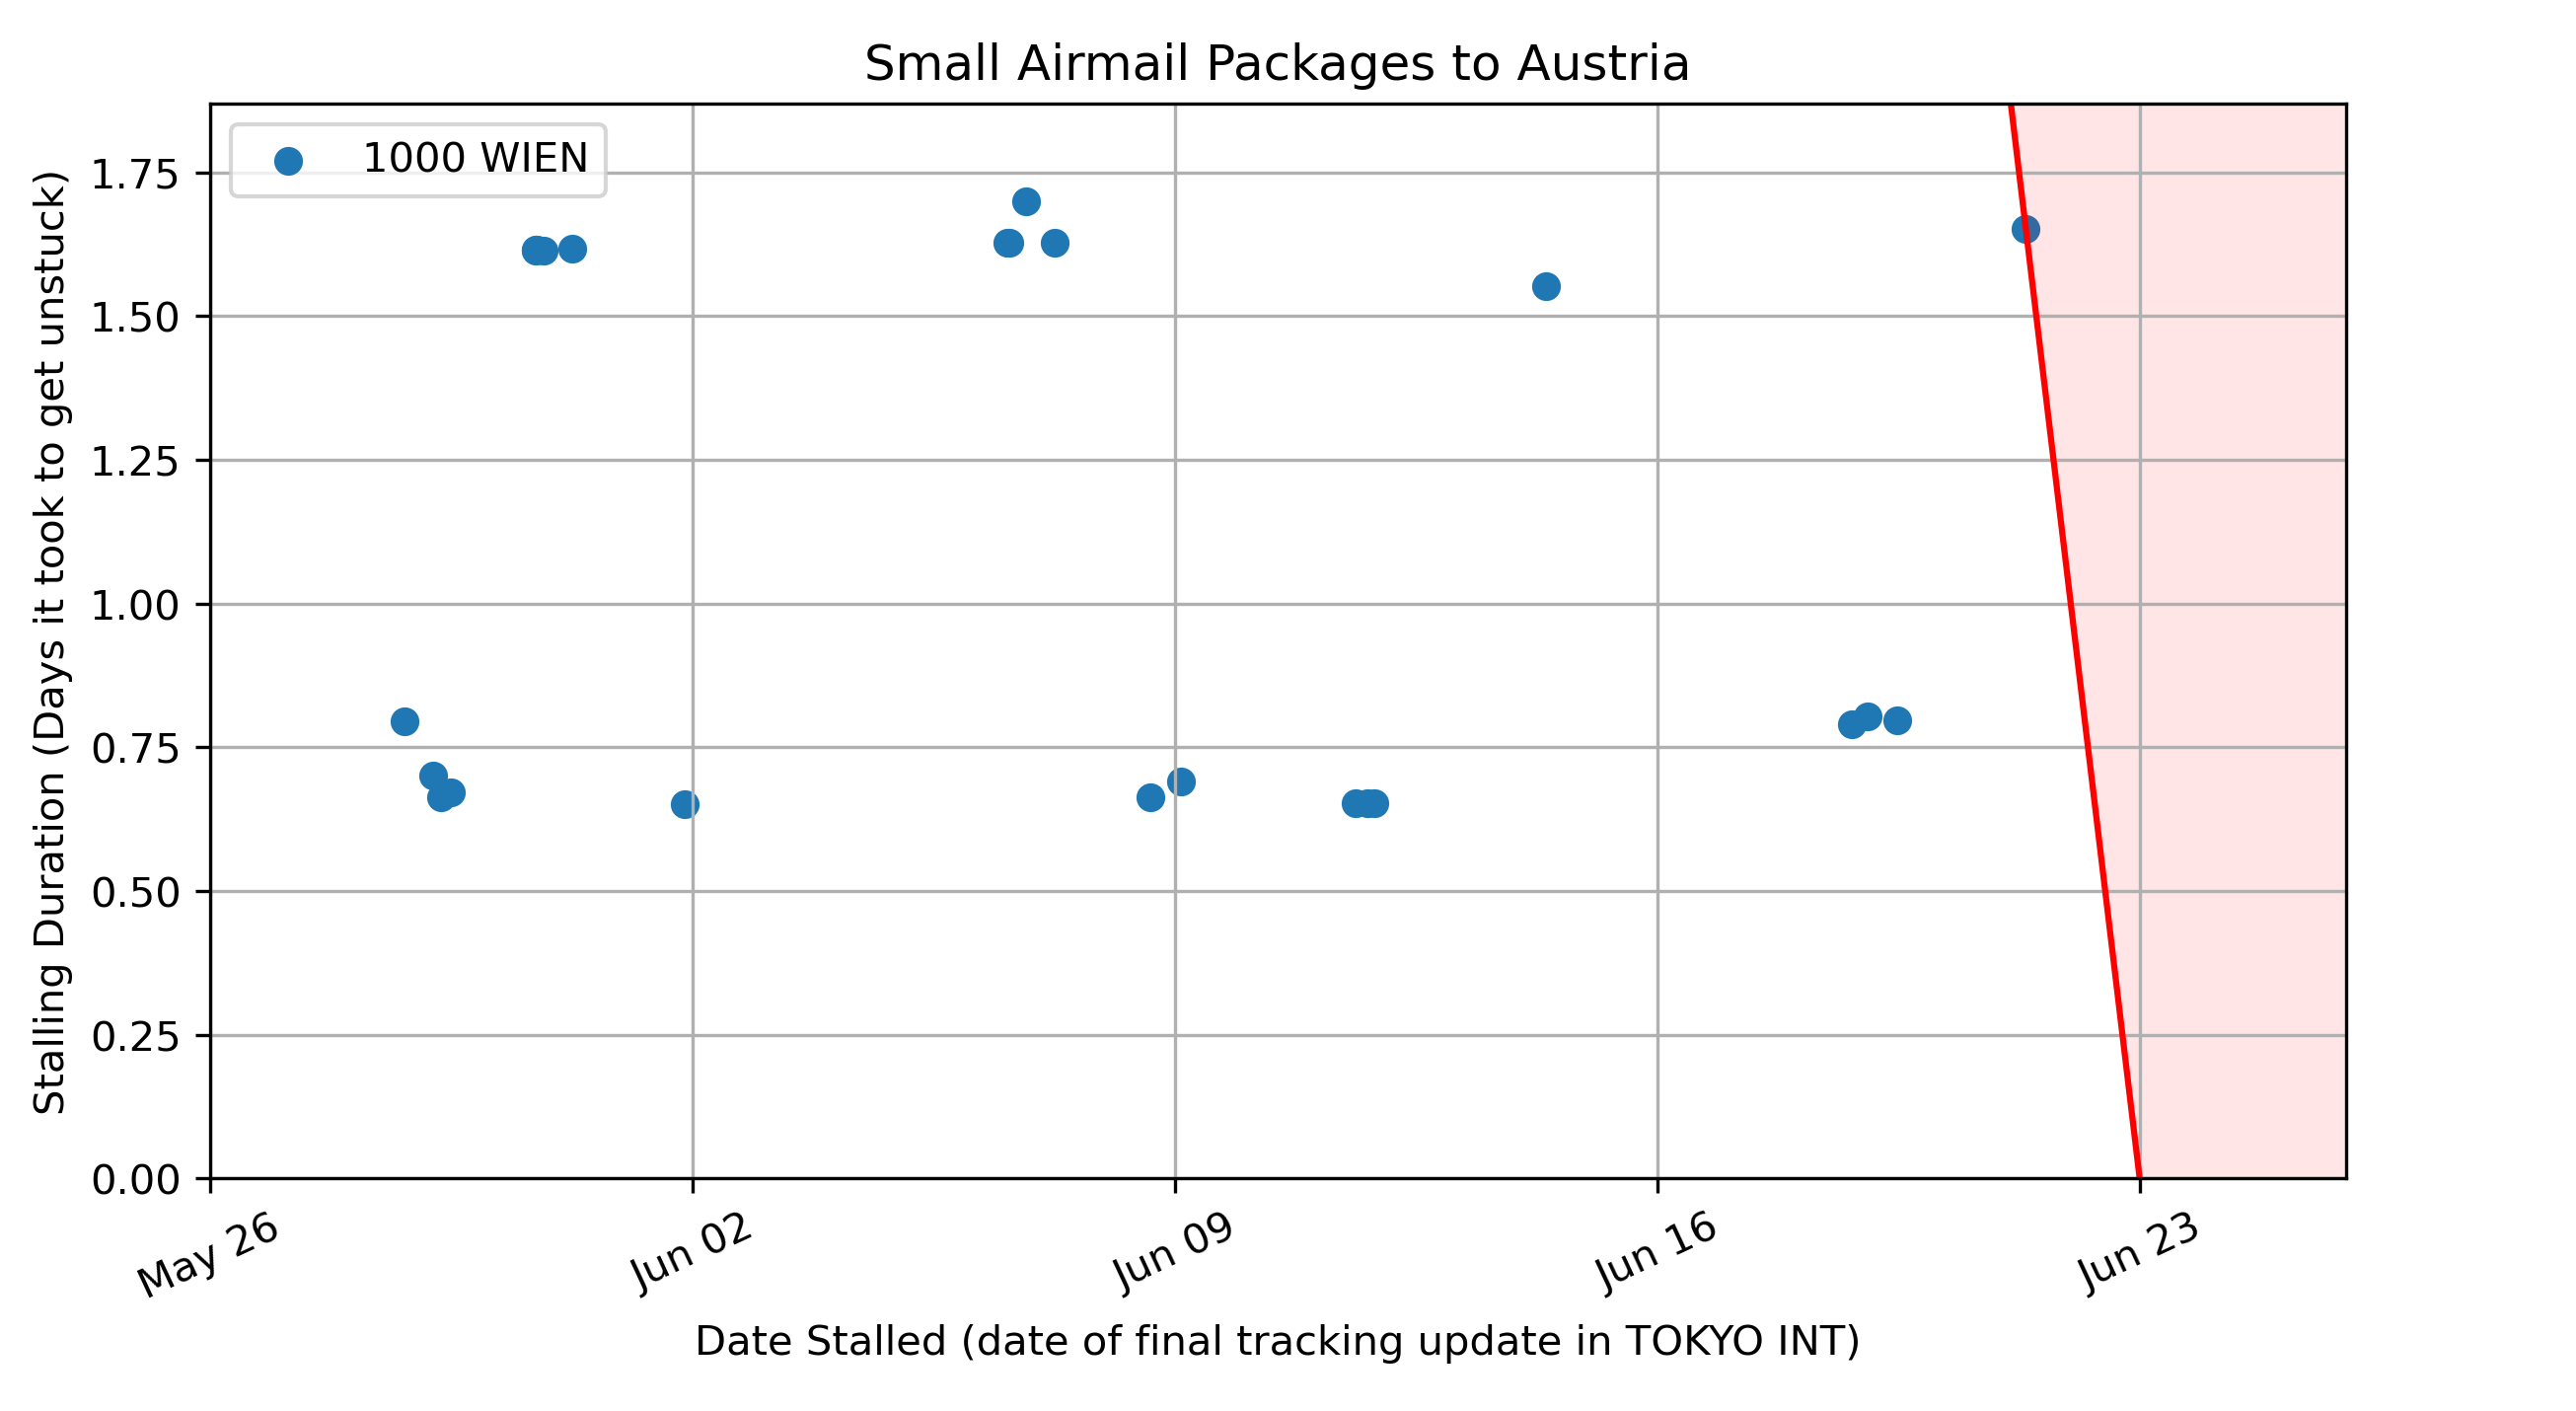 Small Airmail Packages to Austria
1000 WIEN
Stalling Duration (Days it took to get unstuck)
1.75
1.50
1.25
1.00
0.75
0.50
0.25
0.00
May 26
Jun 02
Jun 09
Jun 16
Jun 23
Date Stalled (date of final tracking update in TOKYO INT)